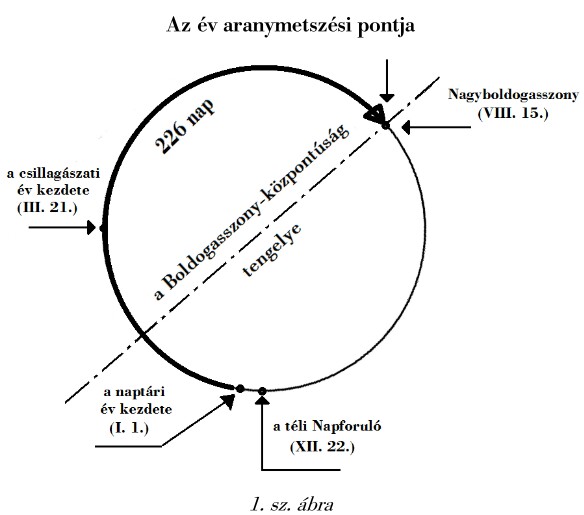 Az év aranymetszési pontja
Nagyboldogasszony
(VIII. 15.)
226 nap
a csillagászati
év kezdete
(III. 21.)
a Boldogasszony-központúság
tengelye
a naptári
év kezdete
(I. 1.)
a téli Napforuló
(XII. 22.)
1. sz. ábra